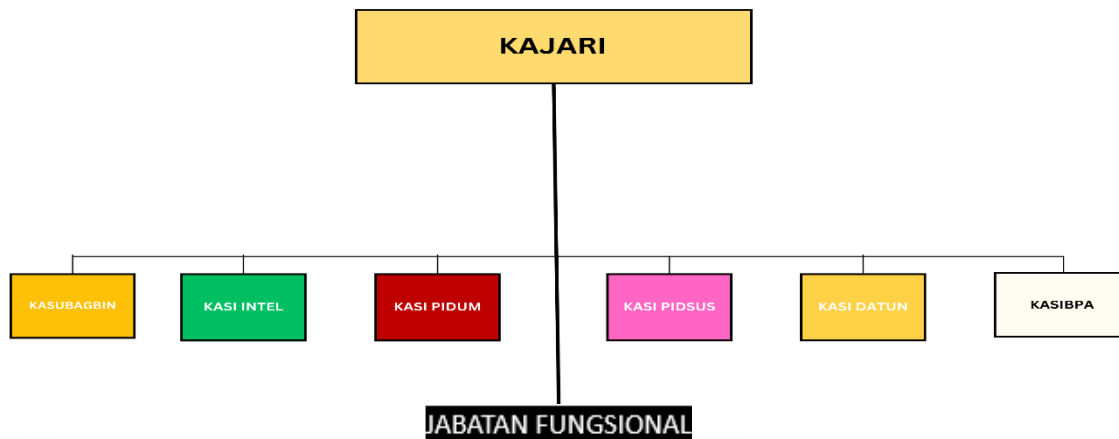 KAJARI
KASUBAGBIN
KASI INTEL
KASI PIDUM
KASI PIDSUS
KASI DATUN
KASIBPA
JABATAN FUNGSIONAL